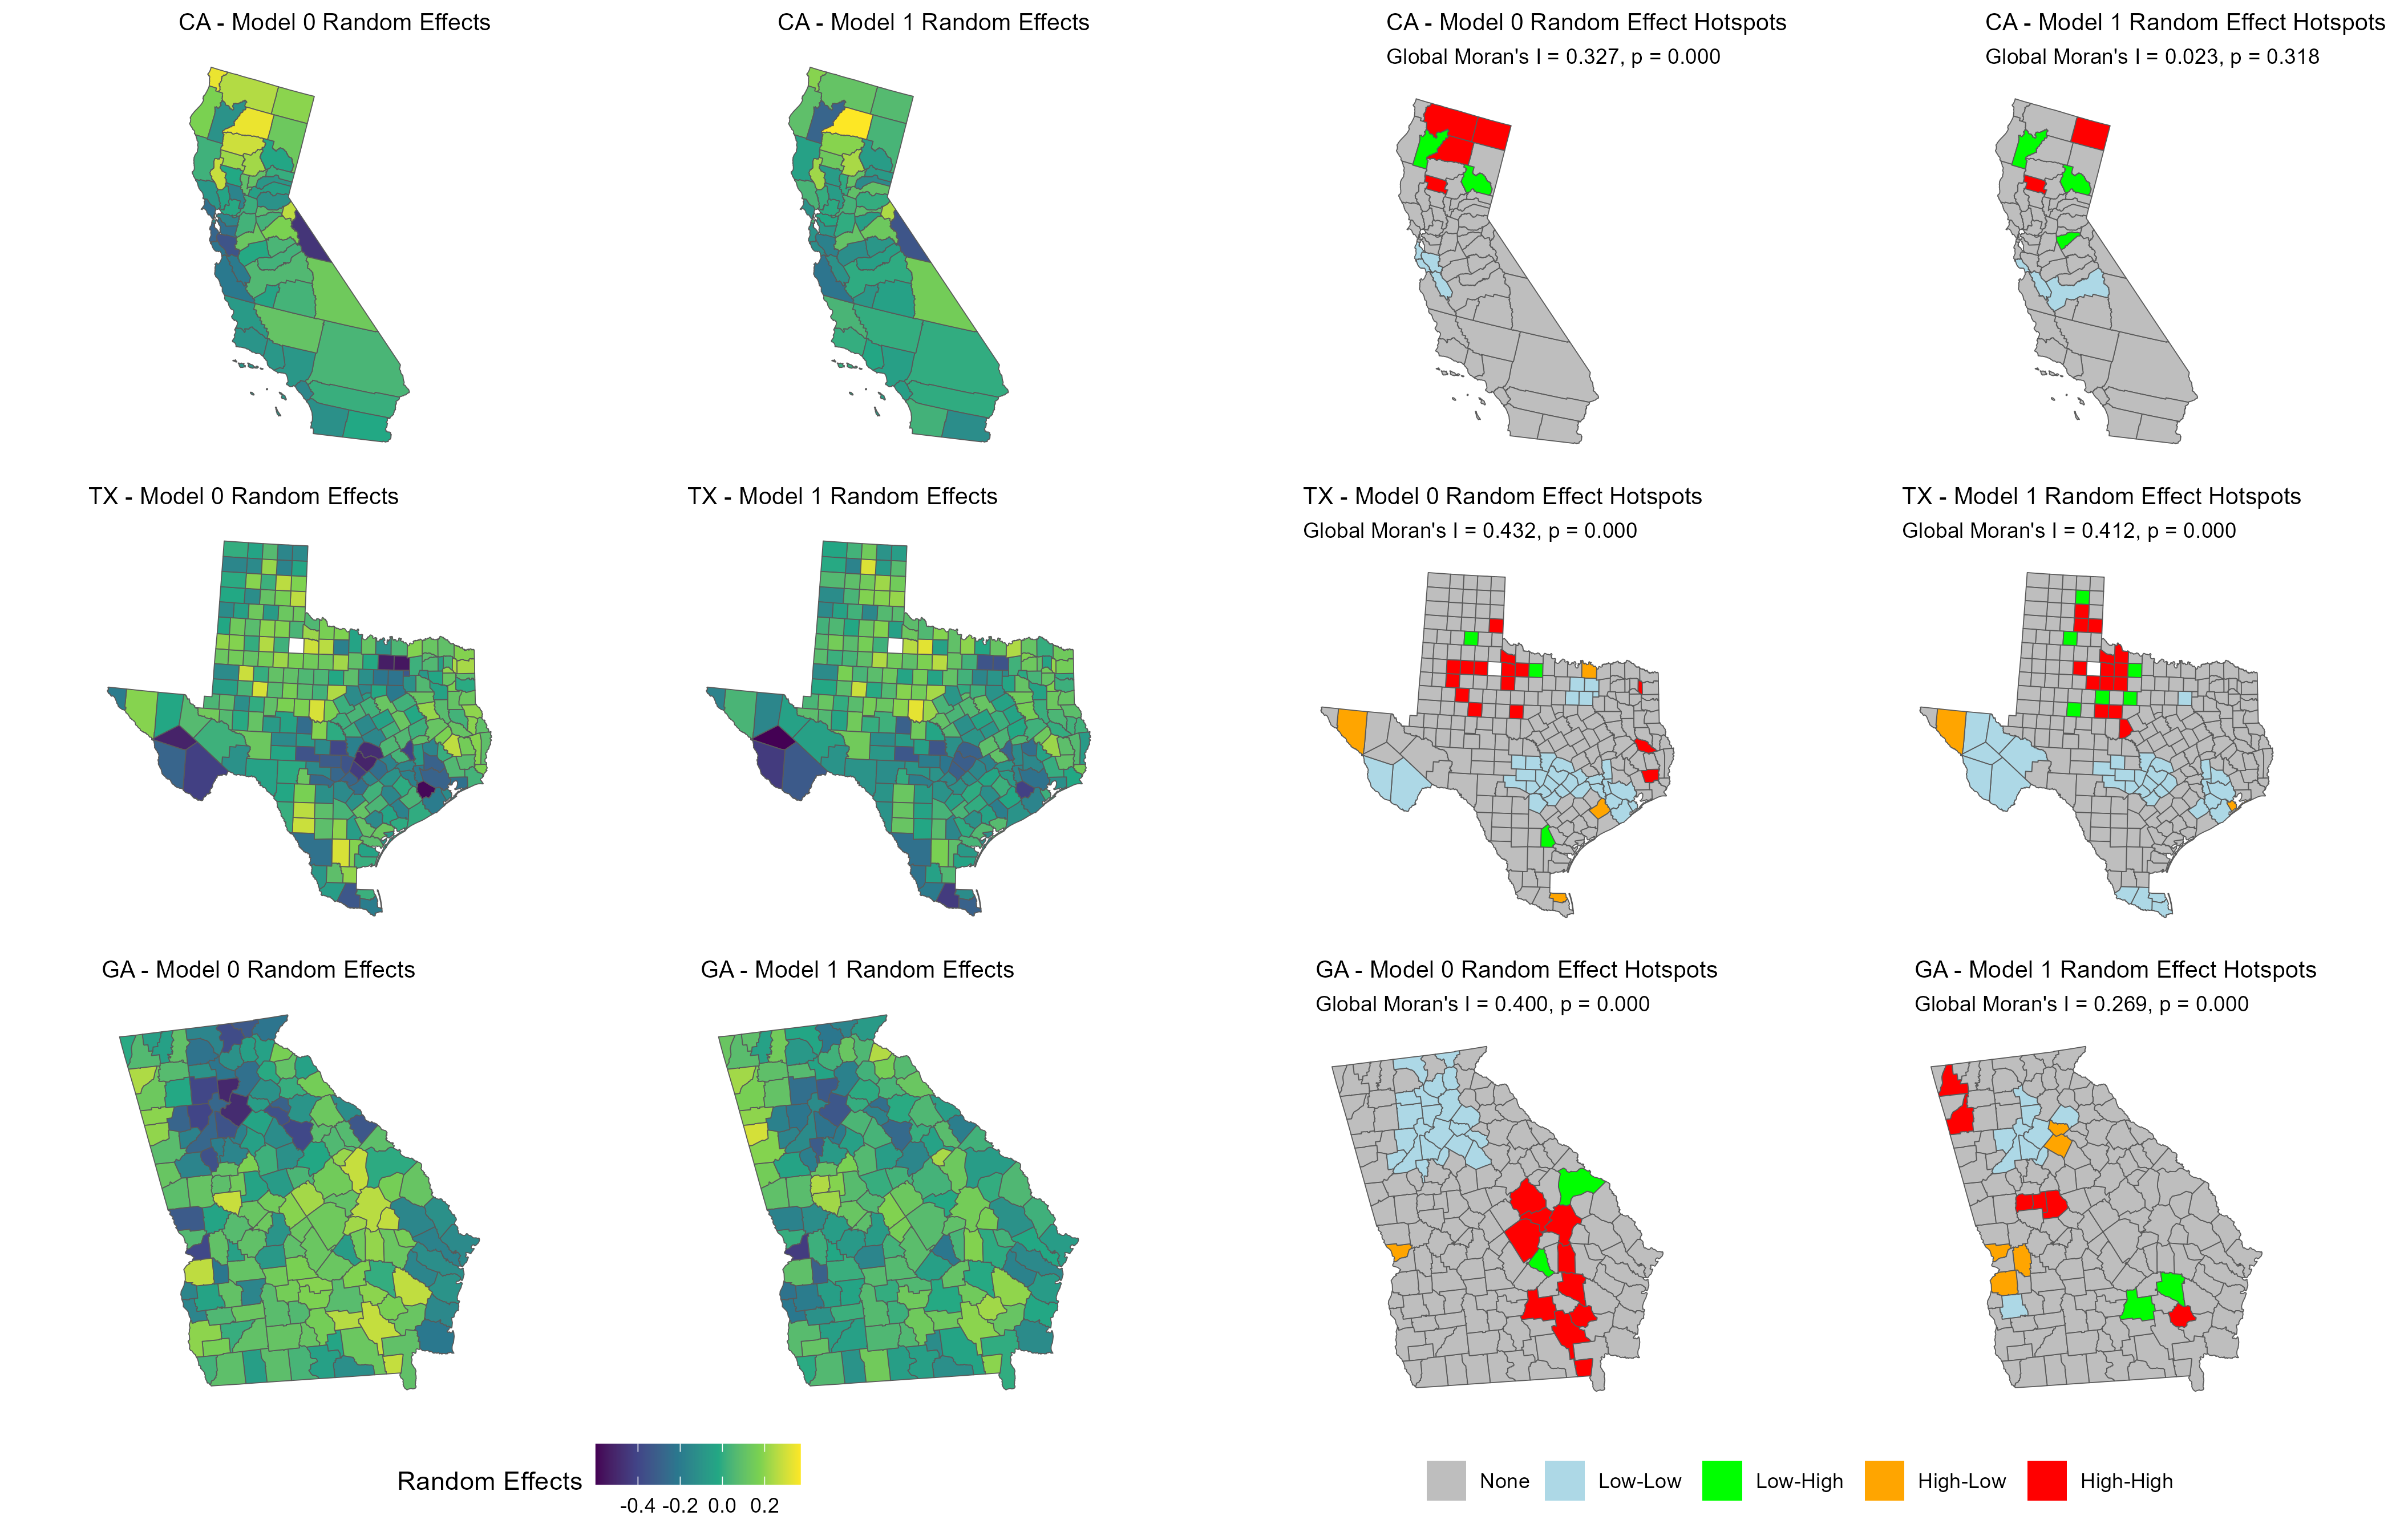 CA - Model 0 Random Effects
CA - Model 1 Random Effects
CA - Model 0 Random Effect Hotspots
Global Moran's I = 0.327, p = 0.000
CA - Model 1 Random Effect Hotspots
Global Moran's I = 0.023, p = 0.318
TX - Model 0 Random Effects
TX - Model 1 Random Effects
TX - Model 0 Random Effect Hotspots
Global Moran's I = 0.432, p = 0.000
TX - Model 1 Random Effect Hotspots
Global Moran's I = 0.412, p = 0.000
GA - Model 0 Random Effects
GA - Model 1 Random Effects
GA - Model 0 Random Effect Hotspots
Global Moran's I = 0.400, p = 0.000
GA - Model 1 Random Effect Hotspots
Global Moran's I = 0.269, p = 0.000
Random Effects
-0.4 -0.2 0.0 0.2
None Low-Low Low-High High-Low High-High